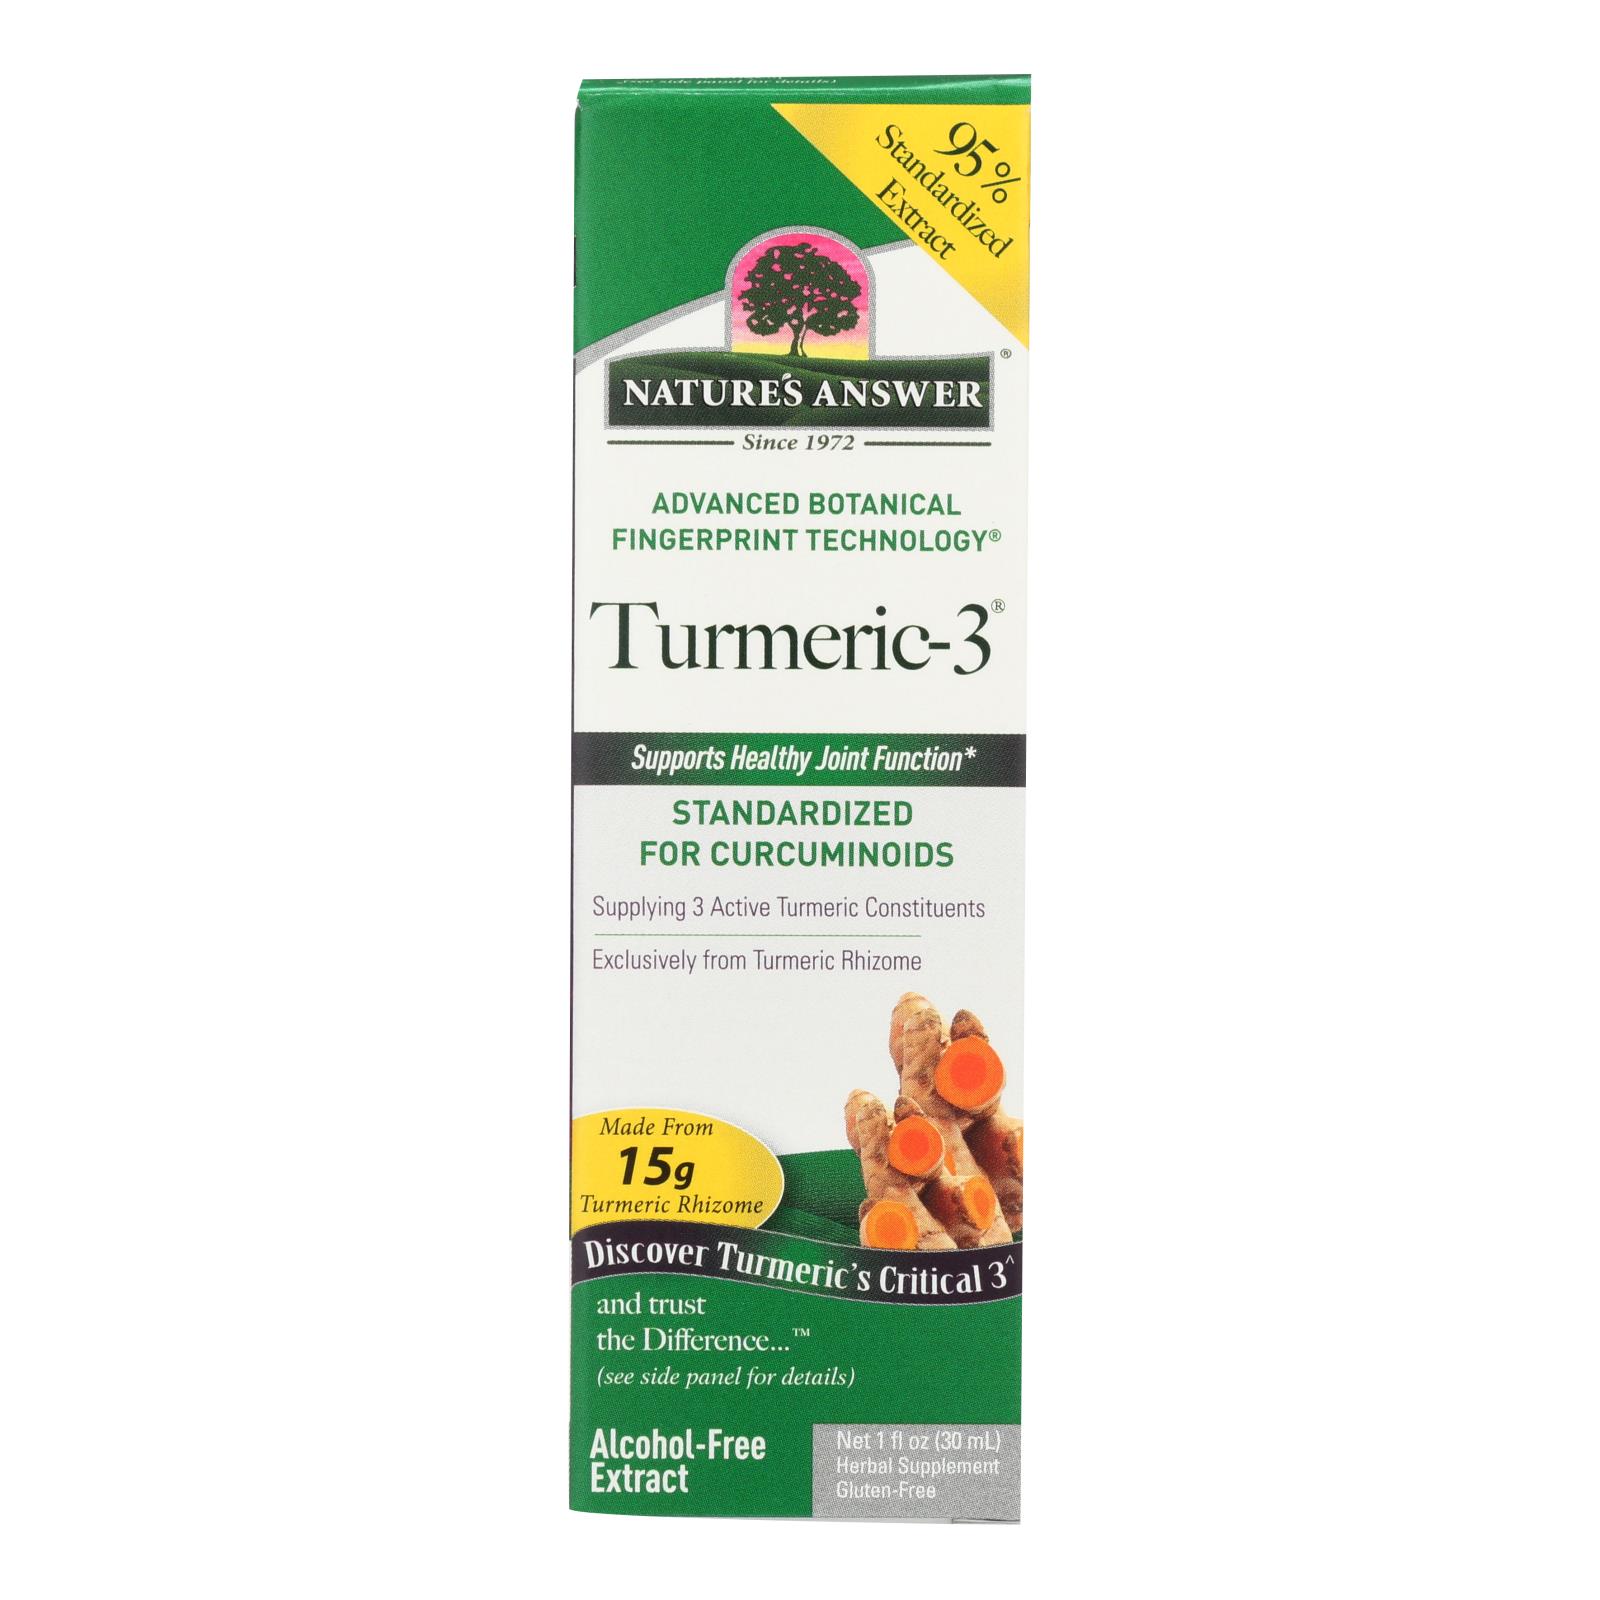 (see side panel for details)
95%
Standardized
Extract
NATURE'S ANSWER®
Since 1972
ADVANCED BOTANICAL
FINGERPRINT TECHNOLOGY®
Turmeric-3®
Supports Healthy Joint Function*
STANDARDIZED
FOR CURCUMINOIDS
Supplying 3 Active Turmeric Constituents
Exclusively from Turmeric Rhizome
Made From
15g
Turmeric Rhizome
Discover Turmeric's Critical 3^
and trust
the Difference...™
(see side panel for details)
Alcohol-Free
Extract
Net 1 fl oz (30 mL)
Herbal Supplement
Gluten-Free